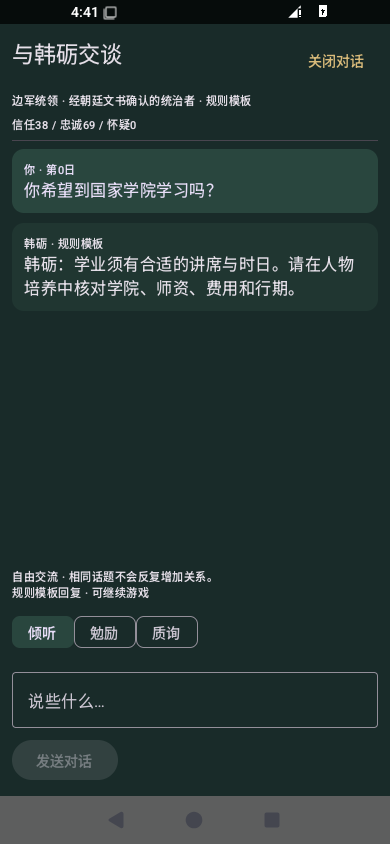 4:41
与韩砺交谈
关闭对话
边军统领 · 经朝廷文书确认的统治者 · 规则模板
信任38 / 忠诚69 / 怀疑0
你 · 第0日
你希望到国家学院学习吗？
韩砺 · 规则模板
韩砺：学业须有合适的讲席与时日。请在人物
培养中核对学院、师资、费用和行期。
自由交流 · 相同话题不会反复增加关系。
规则模板回复 · 可继续游戏
倾听
勉励
质询
说些什么…
发送对话